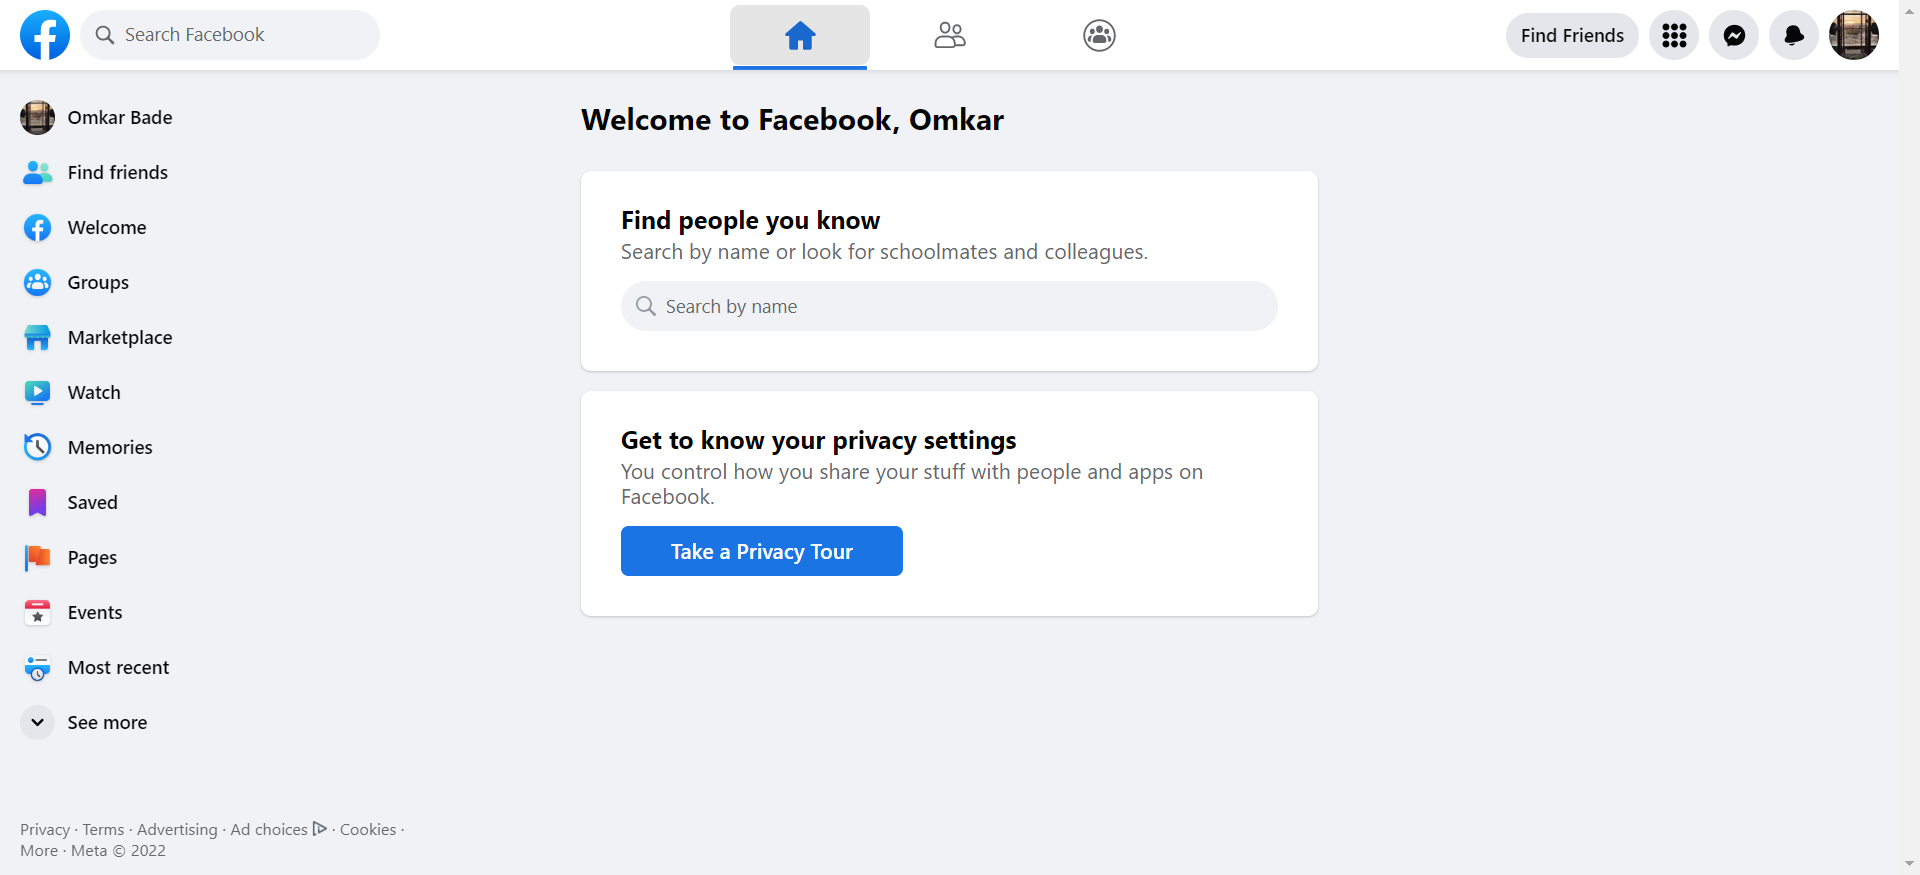 Search Facebook
Find Friends
Omkar Bade
Find friends
Welcome
Groups
Marketplace
Watch
Memories
Saved
Pages
Events
Most recent
See more
Privacy · Terms · Advertising · Ad choices · Cookies ·
More · Meta © 2022
Welcome to Facebook, Omkar
Find people you know
Search by name or look for schoolmates and colleagues.
Search by name
Get to know your privacy settings
You control how you share your stuff with people and apps on
Facebook.
Take a Privacy Tour